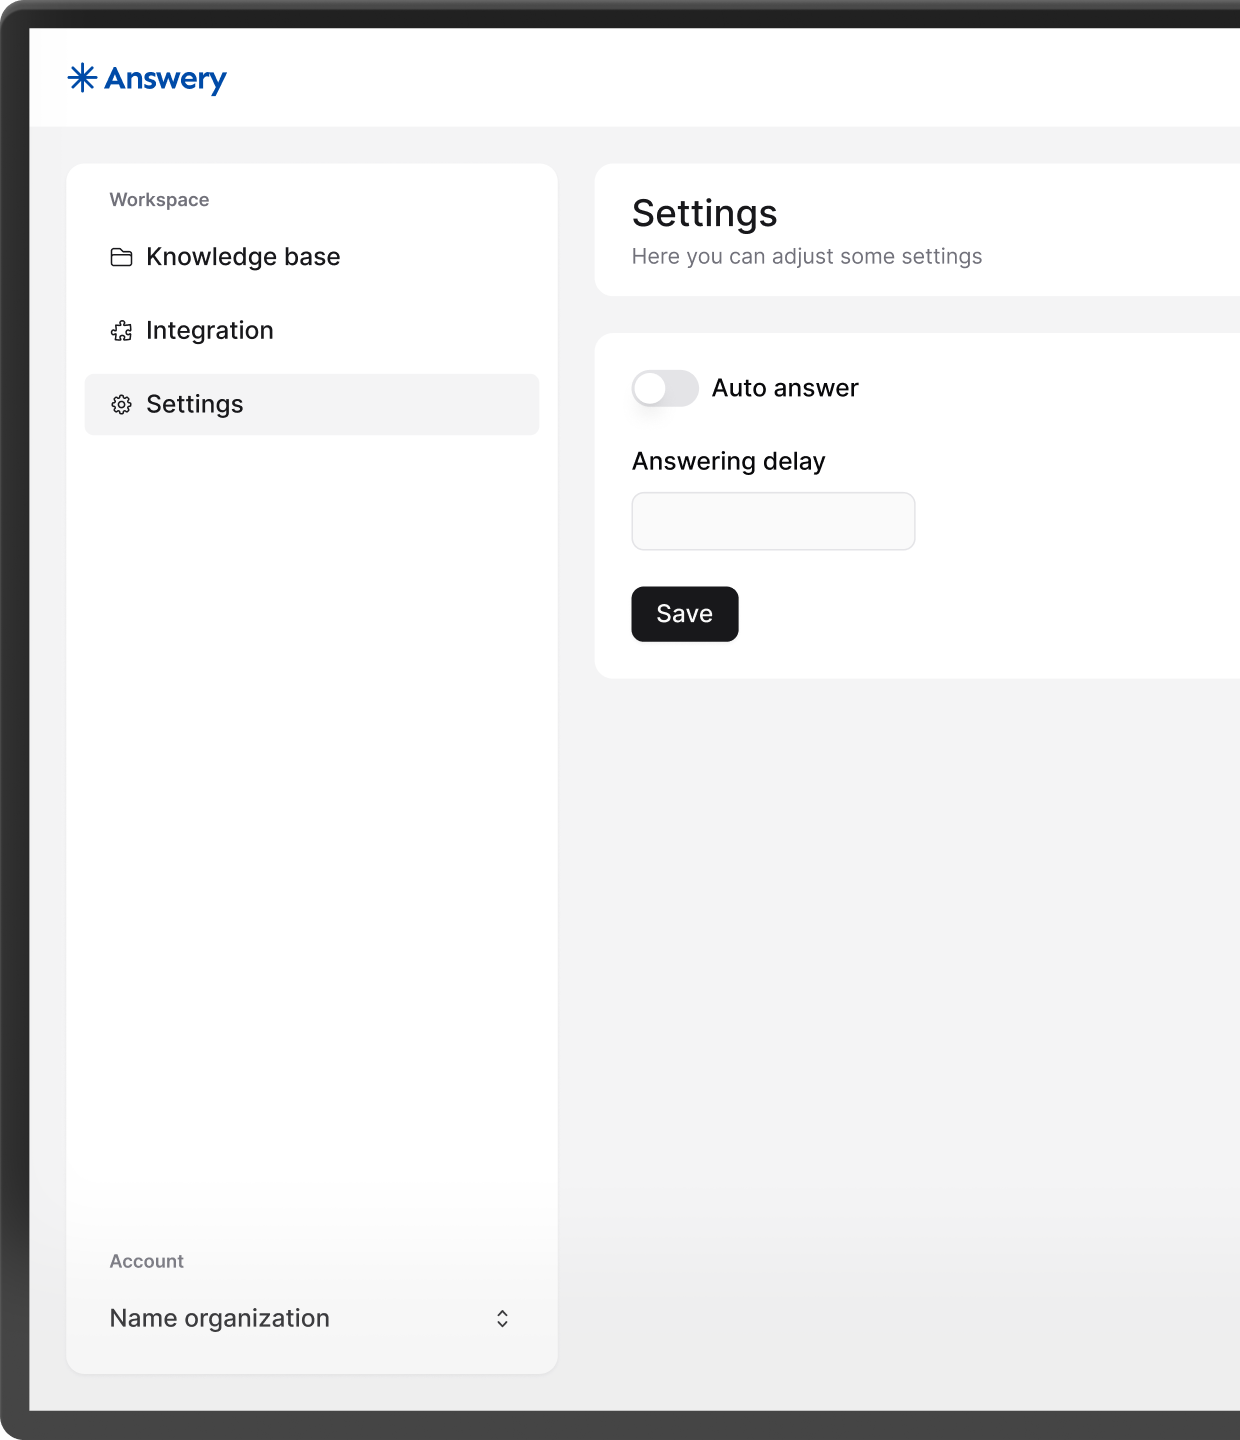 Answery
Workspace
Knowledge base
Integration
Settings
Account
Name organization
Settings
Here you can adjust some settings
Auto answer
Answering delay
Save